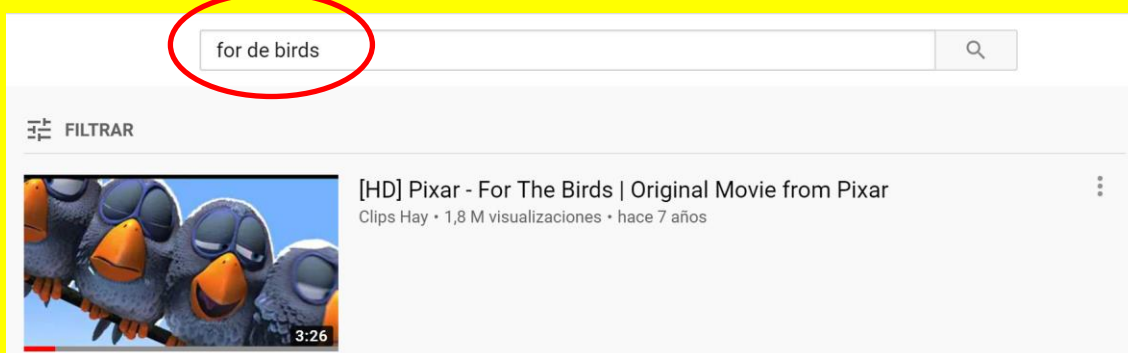 for de birds
FILTRAR
[HD] Pixar - For The Birds | Original Movie from Pixar
Clips Hay • 1,8 M visualizaciones • hace 7 años
3:26